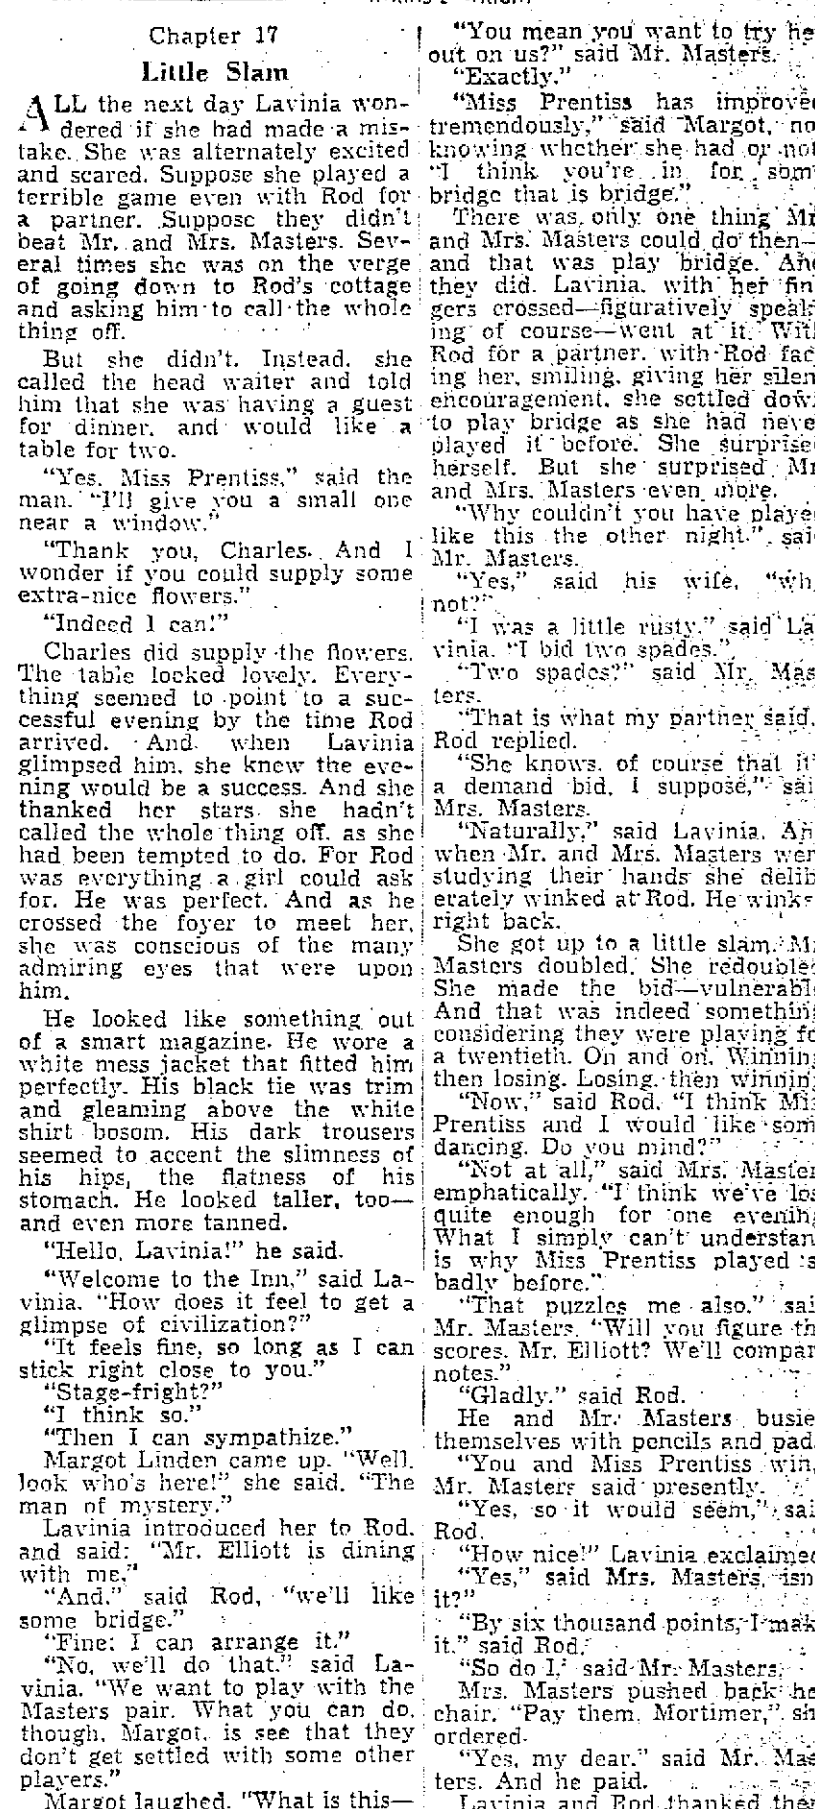 Chapter 17
Little Slam
ALL the next day Lavinia won-
dered if she had made a mis-
take. She was alternately excited
and scared. Suppose she played a
terrible game even with Rod for
a partner. Suppose they didn't
beat Mr. and Mrs. Masters. Sev-
eral times she was on the verge
of going down to Rod's cottage
and asking him to call the whole
thing off.
But she didn't. Instead, she
called the head waiter and told
him that she was having a guest
for dinner, and would like a
table for two.
"Yes, Miss Prentiss," said the
man. "I'll give you a small one
near a window."
"Thank you, Charles. And I
wonder if you could supply some
extra-nice flowers."
"Indeed I can!"
Charles did supply the flowers.
The table looked lovely. Every-
thing seemed to point to a suc-
cessful evening by the time Rod
arrived. And when Lavinia
glimpsed him, she knew the eve-
ning would be a success. And she
thanked her stars she hadn't
called the whole thing off, as she
had been tempted to do. For Rod
was everything a girl could ask
for. He was perfect. And as he
crossed the foyer to meet her,
she was conscious of the many
admiring eyes that were upon
him.
He looked like something out
of a smart magazine. He wore a
white mess jacket that fitted him
perfectly. His black tie was trim
and gleaming above the white
shirt bosom. His dark trousers
seemed to accent the slimness of
his hips, the flatness of his
stomach. He looked taller, too—
and even more tanned.
"Hello, Lavinia!" he said.
"Welcome to the Inn," said La-
vinia. "How does it feel to get a
glimpse of civilization?"
"It feels fine, so long as I can
stick right close to you."
"Stage-fright?"
"I think so."
"Then I can sympathize."
Margot Linden came up. "Well,
look who's here!" she said. "The
man of mystery."
Lavinia introduced her to Rod,
and said: "Mr. Elliott is dining
with me."
"And," said Rod, "we'll like
some bridge."
"Fine: I can arrange it."
"No, we'll do that," said La-
vinia. "We want to play with the
Masters pair. What you can do,
though, Margot, is see that they
don't get settled with some other
players."
Margot laughed. "What is this—
"You mean you want to try he
out on us?" said Mr. Masters.
"Exactly."
"Miss Prentiss has improve
tremendously," said Margot, no
knowing whether she had or not
"I think you're in for som
bridge that is bridge."
There was only one thing Mr
and Mrs. Masters could do then—
and that was play bridge. And
they did. Lavinia, with her fin
gers crossed—figuratively speak
ing of course—went at it. Wit
Rod for a partner, with Rod fac
ing her, smiling, giving her silen
encouragement, she settled dow
to play bridge as she had neve
played it before. She surprise
herself. But she surprised Mr
and Mrs. Masters even more.
"Why couldn't you have playe
like this the other night," sai
Mr. Masters.
"Yes," said his wife, "wh
not?"
"I was a little rusty," said La
vinia. "I bid two spades."
"Two spades?" said Mr. Mas
ters.
"That is what my partner said,
Rod replied.
"She knows, of course that it
a demand bid, I suppose," sai
Mrs. Masters.
"Naturally," said Lavinia. An
when Mr. and Mrs. Masters wer
studying their hands she delib
erately winked at Rod. He winke
right back.
She got up to a little slam. Mr
Masters doubled. She redouble
She made the bid—vulnerabl
And that was indeed somethin
considering they were playing fo
a twentieth. On and on. Winnin
then losing. Losing, then winnin
"Now," said Rod, "I think Mis
Prentiss and I would like som
dancing. Do you mind?"
"Not at all," said Mrs. Master
emphatically. "I think we've los
quite enough for one evening
What I simply can't understan
is why Miss Prentiss played s
badly before."
"That puzzles me also," sai
Mr. Masters. "Will you figure th
scores, Mr. Elliott? We'll compar
notes."
"Gladly," said Rod.
He and Mr. Masters busie
themselves with pencils and pad
"You and Miss Prentiss win,
Mr. Masters said presently.
"Yes, so it would seem," sai
Rod.
"How nice!" Lavinia exclaimed
"Yes," said Mrs. Masters, isn
it?"
"By six thousand points, I mak
it." said Rod.
"So do I," said Mr. Masters.
Mrs. Masters pushed back he
chair. "Pay them, Mortimer," sh
ordered.
"Yes, my dear," said Mr. Mas
ters. And he paid.
Lavinia and Rod thanked them